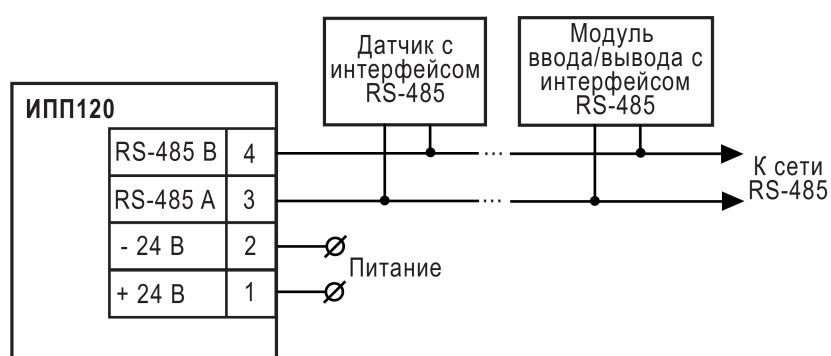 Датчик с
интерфейсом
RS-485
Модуль
ввода/вывода с
интерфейсом
RS-485
ИПП120
RS-485 B 4
RS-485 A 3
- 24 В 2
+ 24 В 1
...
...
К сети
RS-485
Питание